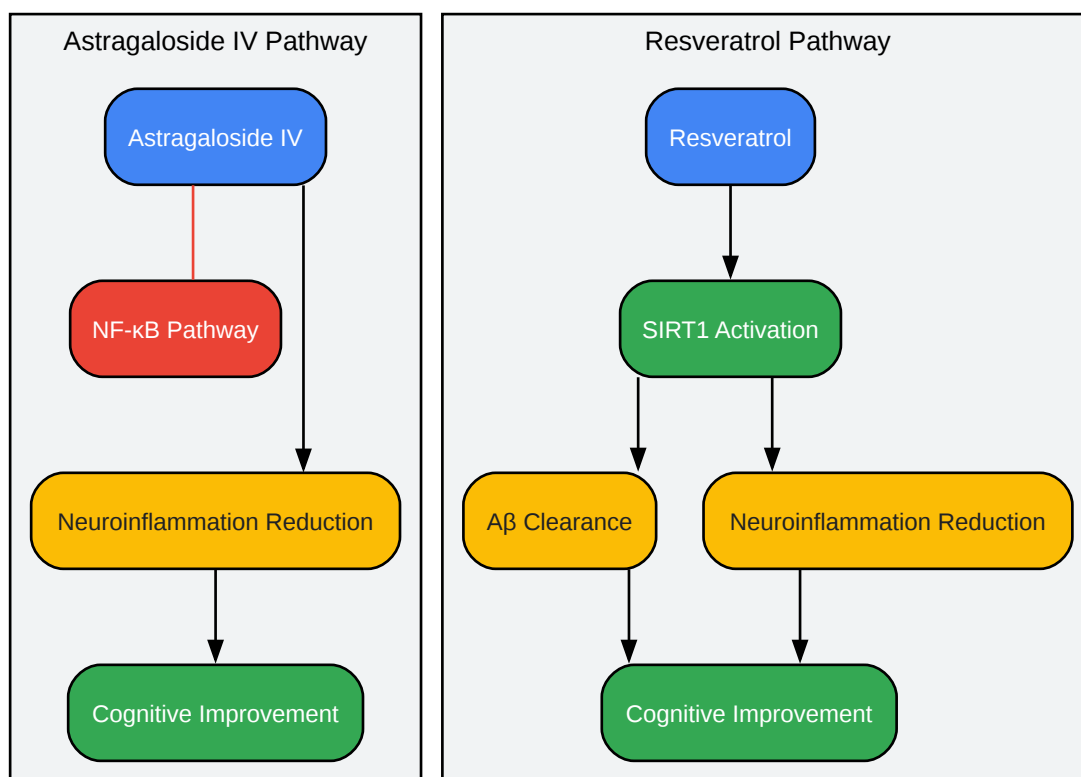 Astragaloside IV Pathway
Astragaloside IV
NF-κB Pathway
Neuroinflammation Reduction
Cognitive Improvement
Resveratrol Pathway
Resveratrol
SIRT1 Activation
Aβ Clearance
Neuroinflammation Reduction
Cognitive Improvement